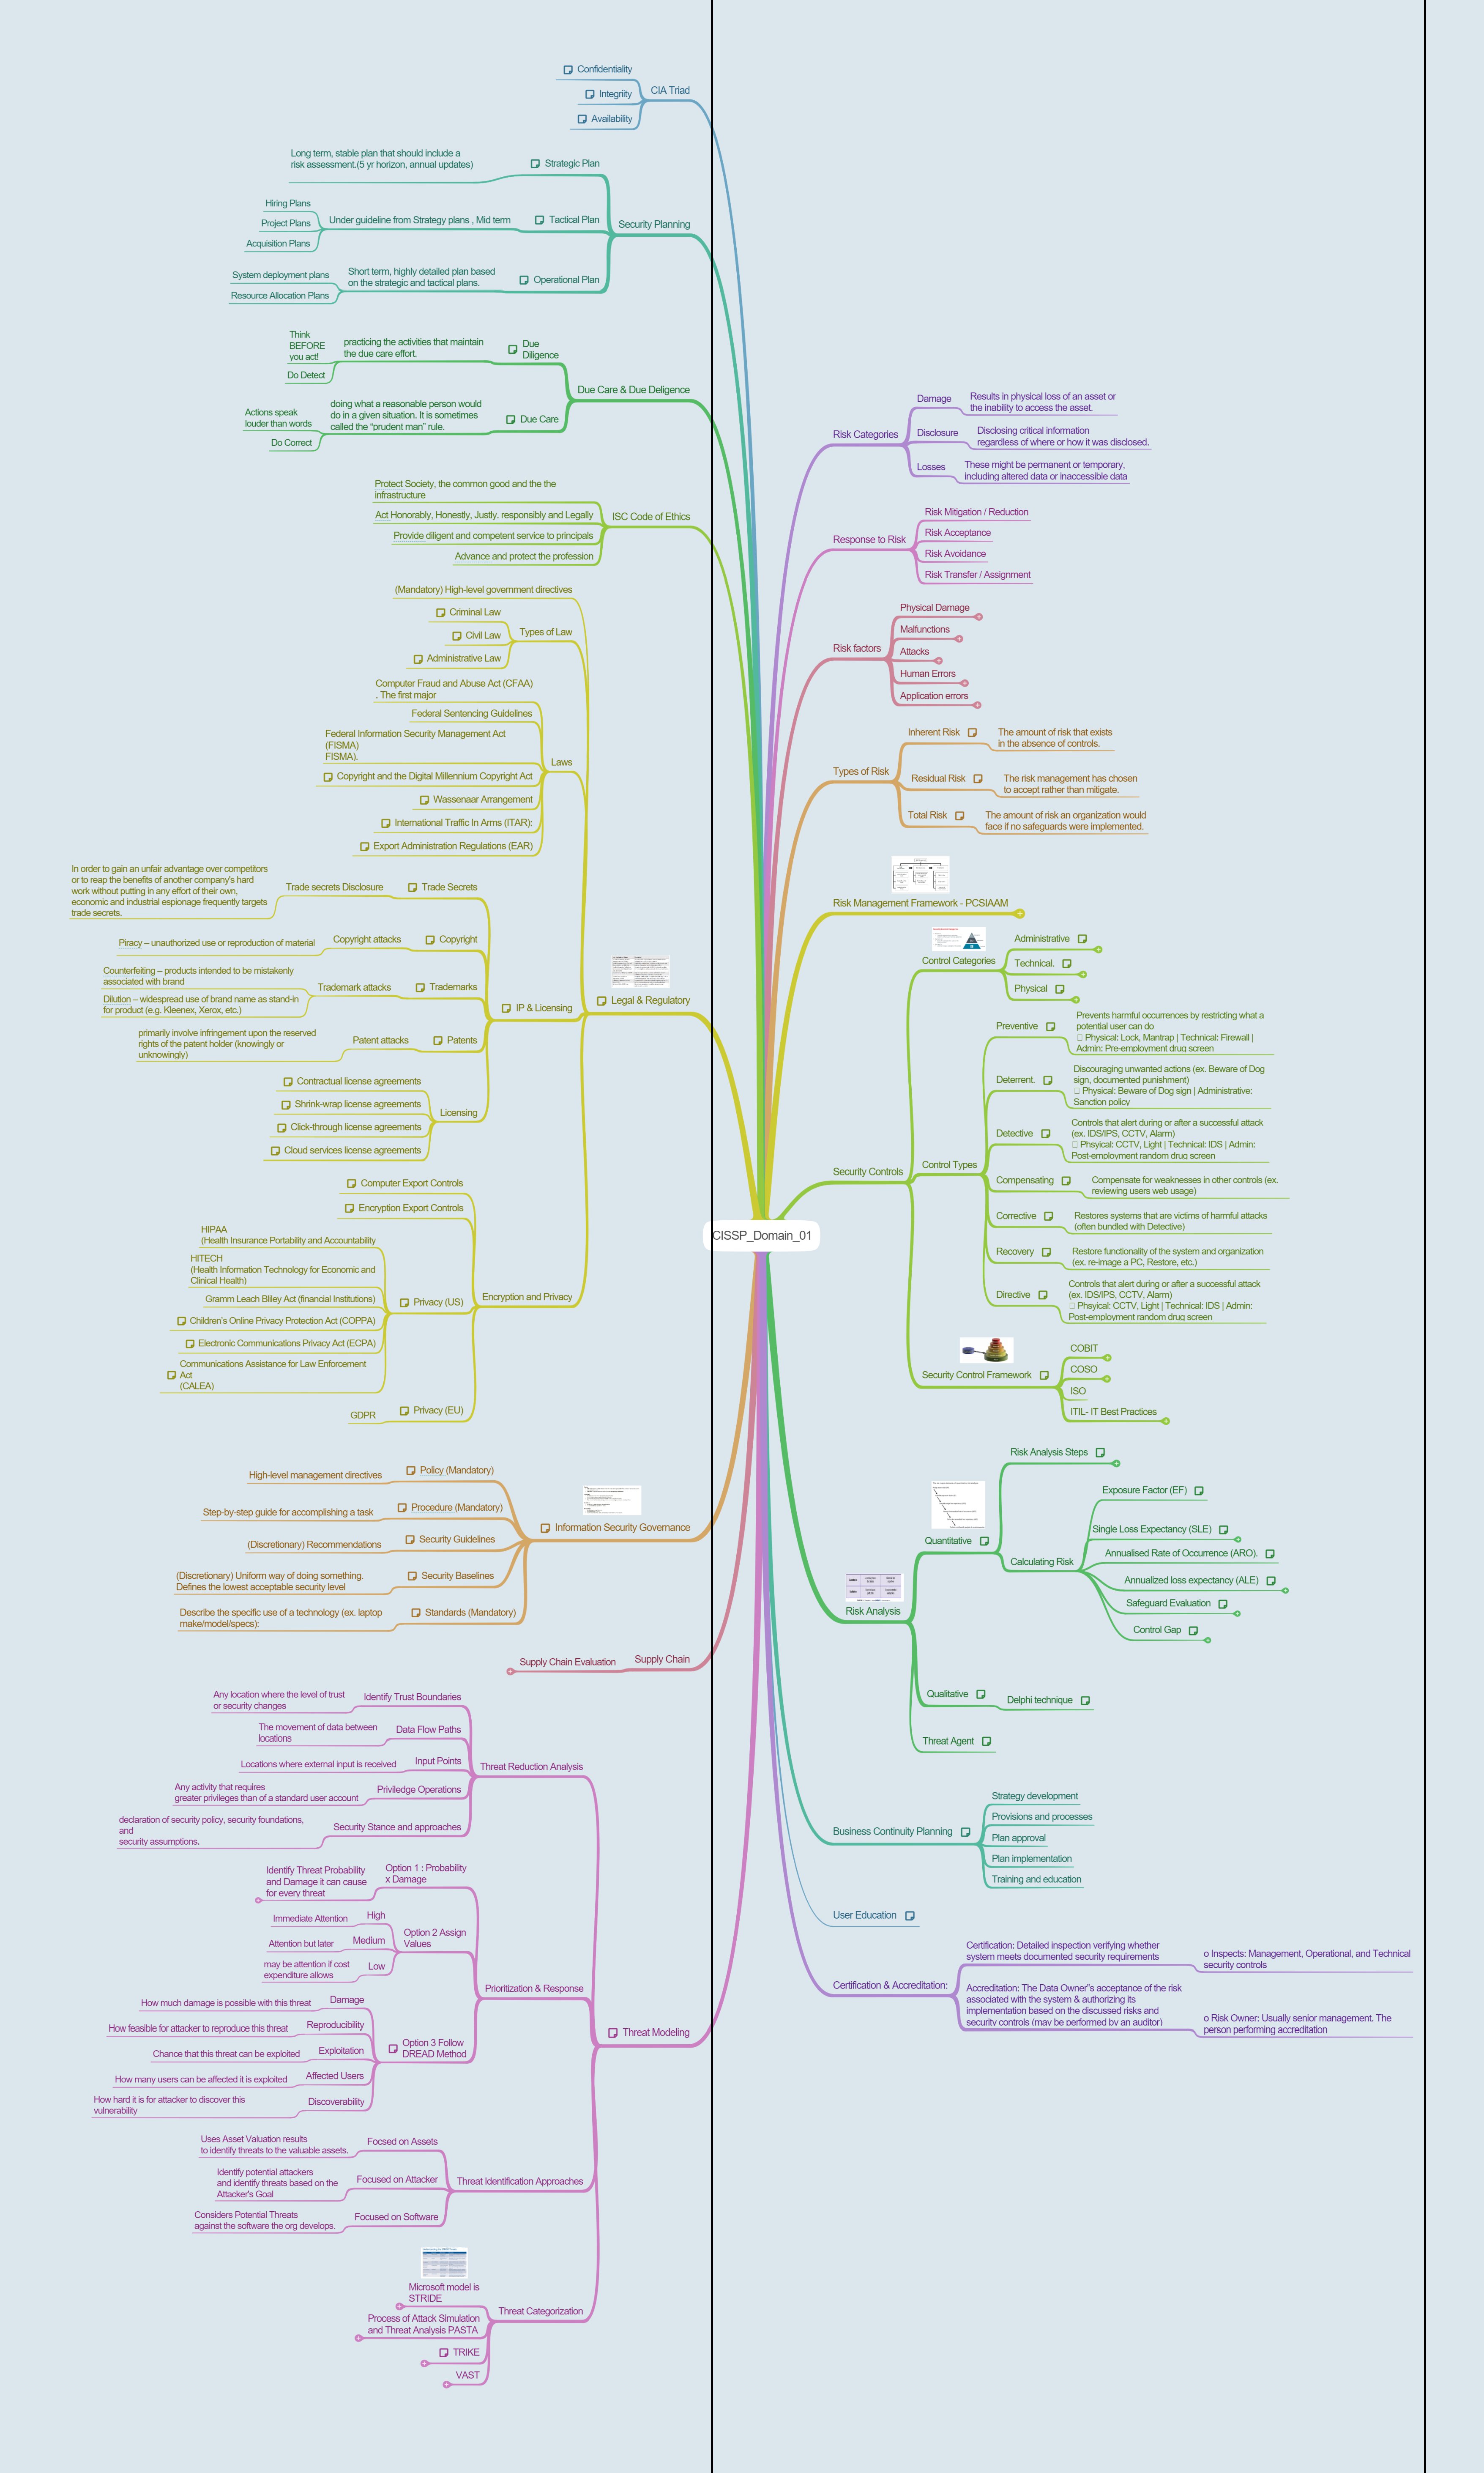 Confidentiality
Integriity
Availability
CIA Triad
Long term, stable plan that should include a
risk assessment.(5 yr horizon, annual updates)
Strategic Plan
Hiring Plans
Project Plans
Acquisition Plans
Under guideline from Strategy plans , Mid term
Tactical Plan
Security Planning
System deployment plans
Resource Allocation Plans
Short term, highly detailed plan based
on the strategic and tactical plans.
Operational Plan
Think
BEFORE
you act!
Do Detect
practicing the activities that maintain
the due care effort.
Due
Diligence
Due Care & Due Deligence
Actions speak
louder than words
Do Correct
doing what a reasonable person would
do in a given situation. It is sometimes
called the “prudent man” rule.
Due Care
Protect Society, the common good and the the
infrastructure
Act Honorably, Honestly, Justly. responsibly and Legally
Provide diligent and competent service to principals
Advance and protect the profession
ISC Code of Ethics
(Mandatory) High-level government directives
Criminal Law
Civil Law
Administrative Law
Types of Law
Computer Fraud and Abuse Act (CFAA)
. The first major
Federal Sentencing Guidelines
Federal Information Security Management Act
(FISMA)
FISMA).
Copyright and the Digital Millennium Copyright Act
Wassenaar Arrangement
International Traffic In Arms (ITAR):
Export Administration Regulations (EAR)
Laws
In order to gain an unfair advantage over competitors
or to reap the benefits of another company's hard
work without putting in any effort of their own,
economic and industrial espionage frequently targets
trade secrets.
Trade secrets Disclosure
Trade Secrets
Piracy – unauthorized use or reproduction of material
Copyright attacks
Copyright
Counterfeiting – products intended to be mistakenly
associated with brand
Dilution – widespread use of brand name as stand-in
for product (e.g. Kleenex, Xerox, etc.)
Trademark attacks
Trademarks
primarily involve infringement upon the reserved
rights of the patent holder (knowingly or
unknowingly)
Patent attacks
Patents
IP & Licensing
Legal & Regulatory
Contractual license agreements
Shrink-wrap license agreements
Click-through license agreements
Cloud services license agreements
Licensing
Computer Export Controls
Encryption Export Controls
HIPAA
(Health Insurance Portability and Accountability
HITECH
(Health Information Technology for Economic and
Clinical Health)
Gramm Leach Bliley Act (financial Institutions)
Children's Online Privacy Protection Act (COPPA)
Electronic Communications Privacy Act (ECPA)
Communications Assistance for Law Enforcement
Act
(CALEA)
Privacy (US)
Encryption and Privacy
GDPR
Privacy (EU)
High-level management directives
Policy (Mandatory)
Step-by-step guide for accomplishing a task
Procedure (Mandatory)
(Discretionary) Recommendations
Security Guidelines
(Discretionary) Uniform way of doing something.
Defines the lowest acceptable security level
Security Baselines
Describe the specific use of a technology (ex. laptop
make/model/specs):
Standards (Mandatory)
Information Security Governance
Supply Chain Evaluation
Supply Chain
Any location where the level of trust
or security changes
Identify Trust Boundaries
The movement of data between
locations
Data Flow Paths
Locations where external input is received
Input Points
Any activity that requires
greater privileges than of a standard user account
Priviledge Operations
declaration of security policy, security foundations,
and
security assumptions.
Security Stance and approaches
Threat Reduction Analysis
Identify Threat Probability
and Damage it can cause
for every threat
Option 1 : Probability
x Damage
Immediate Attention
High
Attention but later
Medium
may be attention if cost
expenditure allows
Low
Option 2 Assign
Values
Prioritization & Response
How much damage is possible with this threat
Damage
How feasible for attacker to reproduce this threat
Reproducibility
Chance that this threat can be exploited
Exploitation
How many users can be affected it is exploited
Affected Users
How hard it is for attacker to discover this
vulnerability
Discoverability
Option 3 Follow
DREAD Method
Threat Modeling
Uses Asset Valuation results
to identify threats to the valuable assets.
Focsed on Assets
Identify potential attackers
and identify threats based on the
Attacker's Goal
Focused on Attacker
Considers Potential Threats
against the software the org develops.
Focused on Software
Threat Identification Approaches
Microsoft model is
STRIDE
Process of Attack Simulation
and Threat Analysis PASTA
TRIKE
VAST
Threat Categorization
CISSP_Domain_01
Risk Categories
Damage
Results in physical loss of an asset or
the inability to access the asset.
Disclosure
Disclosing critical information
regardless of where or how it was disclosed.
Losses
These might be permanent or temporary,
including altered data or inaccessible data
Response to Risk
Risk Mitigation / Reduction
Risk Acceptance
Risk Avoidance
Risk Transfer / Assignment
Risk factors
Physical Damage
Malfunctions
Attacks
Human Errors
Application errors
Types of Risk
Inherent Risk
The amount of risk that exists
in the absence of controls.
Residual Risk
The risk management has chosen
to accept rather than mitigate.
Total Risk
The amount of risk an organization would
face if no safeguards were implemented.
Risk Management Framework - PCSIAAM
Security Controls
Control Categories
Administrative
Technical.
Physical
Control Types
Preventive
Prevents harmful occurrences by restricting what a
potential user can do
Physical: Lock, Mantrap | Technical: Firewall |
Admin: Pre-employment drug screen
Deterrent.
Discouraging unwanted actions (ex. Beware of Dog
sign, documented punishment)
Physical: Beware of Dog sign | Administrative:
Sanction policy
Detective
Controls that alert during or after a successful attack
(ex. IDS/IPS, CCTV, Alarm)
Phsyical: CCTV, Light | Technical: IDS | Admin:
Post-employment random drug screen
Compensating
Compensate for weaknesses in other controls (ex.
reviewing users web usage)
Corrective
Restores systems that are victims of harmful attacks
(often bundled with Detective)
Recovery
Restore functionality of the system and organization
(ex. re-image a PC, Restore, etc.)
Directive
Controls that alert during or after a successful attack
(ex. IDS/IPS, CCTV, Alarm)
Phsyical: CCTV, Light | Technical: IDS | Admin:
Post-employment random drug screen
Security Control Framework
COBIT
COSO
ISO
ITIL- IT Best Practices
Risk Analysis
Quantitative
Risk Analysis Steps
Calculating Risk
Exposure Factor (EF)
Single Loss Expectancy (SLE)
Annualised Rate of Occurrence (ARO).
Annualized loss expectancy (ALE)
Safeguard Evaluation
Control Gap
Qualitative
Delphi technique
Threat Agent
Business Continuity Planning
Strategy development
Provisions and processes
Plan approval
Plan implementation
Training and education
User Education
Certification & Accreditation:
Certification: Detailed inspection verifying whether
system meets documented security requirements
o Inspects: Management, Operational, and Technical
security controls
Accreditation: The Data Owner"s acceptance of the risk
associated with the system & authorizing its
implementation based on the discussed risks and
security controls (may be performed by an auditor)
o Risk Owner: Usually senior management. The
person performing accreditation